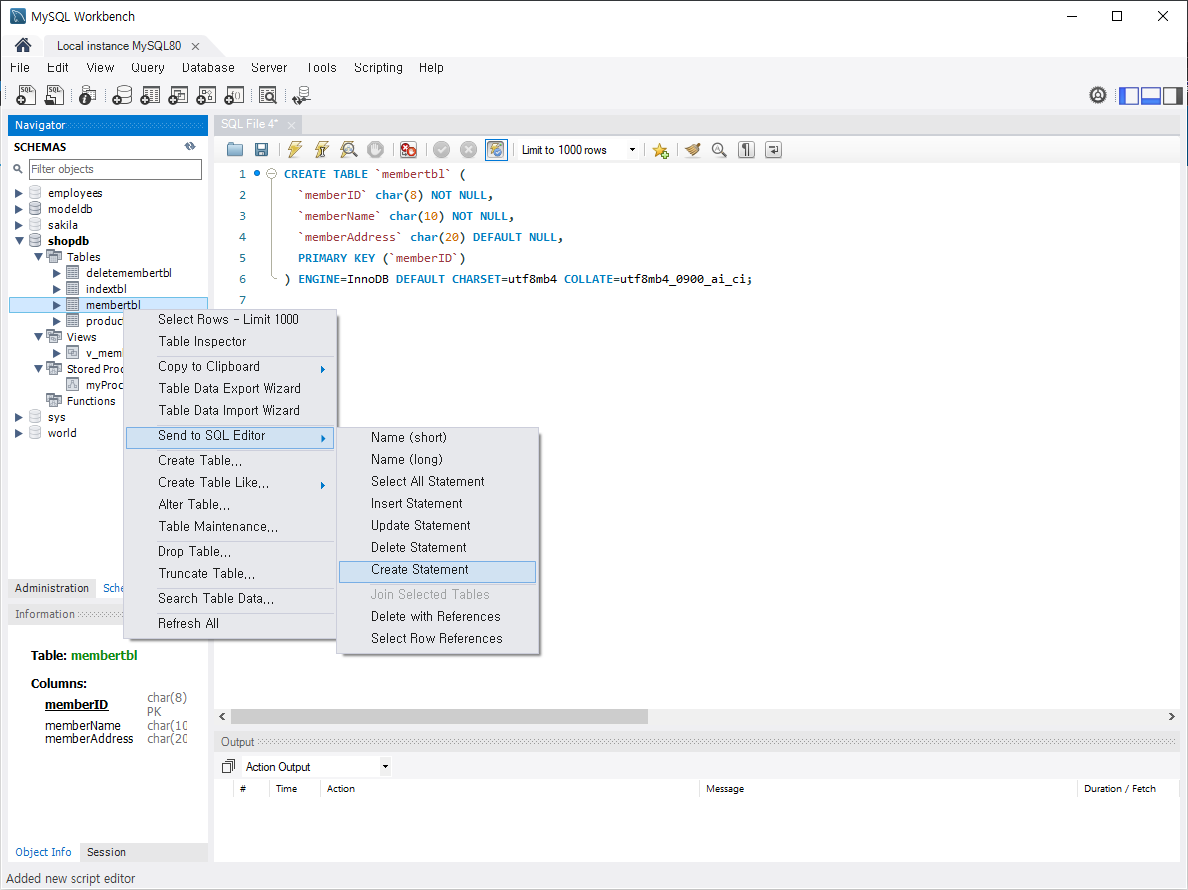 MySQL Workbench
Local instance MySQL80
File Edit View Query Database Server Tools Scripting Help
Navigator
SCHEMAS
Filter objects
employees
modeldb
sakila
shopdb
Tables
deletemembertbl
indextbl
membertbl
product
Views
v_memb
Stored Proc
myProc
Functions
sys
world
Administration Sche
Information
Table: membertbl
Columns:
memberID char(8)
PK
memberName char(10
memberAddress char(20
Object Info Session
Added new script editor
SQL File 4*
Limit to 1000 rows
1 CREATE TABLE `membertbl` (
2 `memberID` char(8) NOT NULL,
3 `memberName` char(10) NOT NULL,
4 `memberAddress` char(20) DEFAULT NULL,
5 PRIMARY KEY (`memberID`)
6 ) ENGINE=InnoDB DEFAULT CHARSET=utf8mb4 COLLATE=utf8mb4_0900_ai_ci;
7
Select Rows - Limit 1000
Table Inspector
Copy to Clipboard
Table Data Export Wizard
Table Data Import Wizard
Send to SQL Editor
Create Table...
Create Table Like...
Alter Table...
Table Maintenance...
Drop Table...
Truncate Table...
Search Table Data...
Refresh All
Name (short)
Name (long)
Select All Statement
Insert Statement
Update Statement
Delete Statement
Create Statement
Join Selected Tables
Delete with References
Select Row References
Output
Action Output
# Time Action Message Duration / Fetch